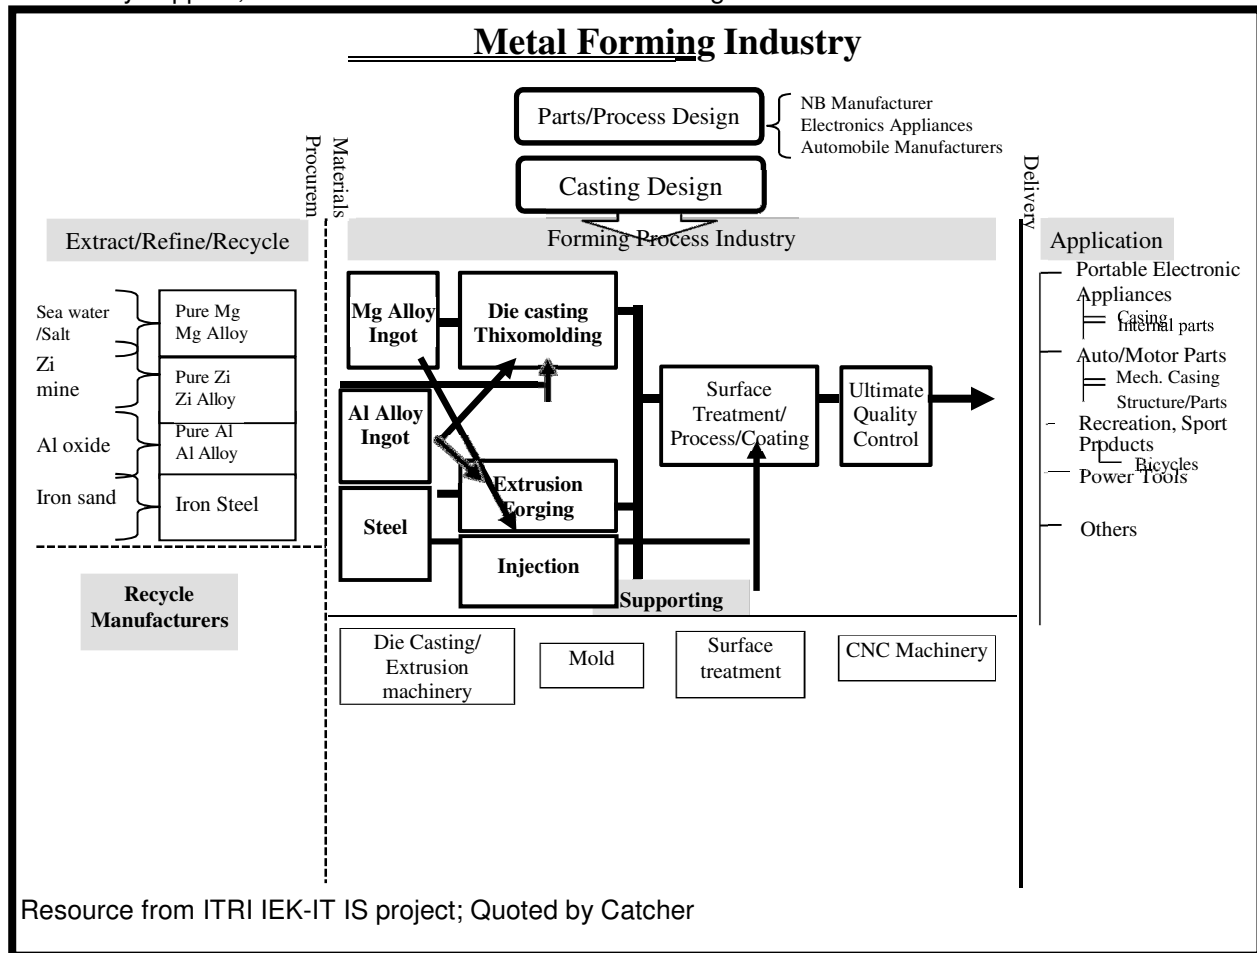 Metal Forming Industry
Parts/Process Design
NB Manufacturer
Electronics Appliances
Automobile Manufacturers
Casting Design
Materials
Procurem
Delivery
Extract/Refine/Recycle
Forming Process Industry
Application
Sea water
/Salt
Zi
mine
Al oxide
Iron sand
Pure Mg
Mg Alloy
Pure Zi
Zi Alloy
Pure Al
Al Alloy
Iron Steel
Recycle
Manufacturers
Mg Alloy
Ingot
Al Alloy
Ingot
Steel
Die casting
Thixomolding
Extrusion
Forging
Injection
Surface
Treatment/
Process/Coating
Ultimate
Quality
Control
Supporting
Die Casting/
Extrusion
machinery
Mold
Surface
treatment
CNC Machinery
Portable Electronic
Appliances
Casing
Internal parts
Auto/Motor Parts
Mech. Casing
Structure/Parts
Recreation, Sport
Products
Bicycles
Power Tools
Others
Resource from ITRI IEK-IT IS project; Quoted by Catcher